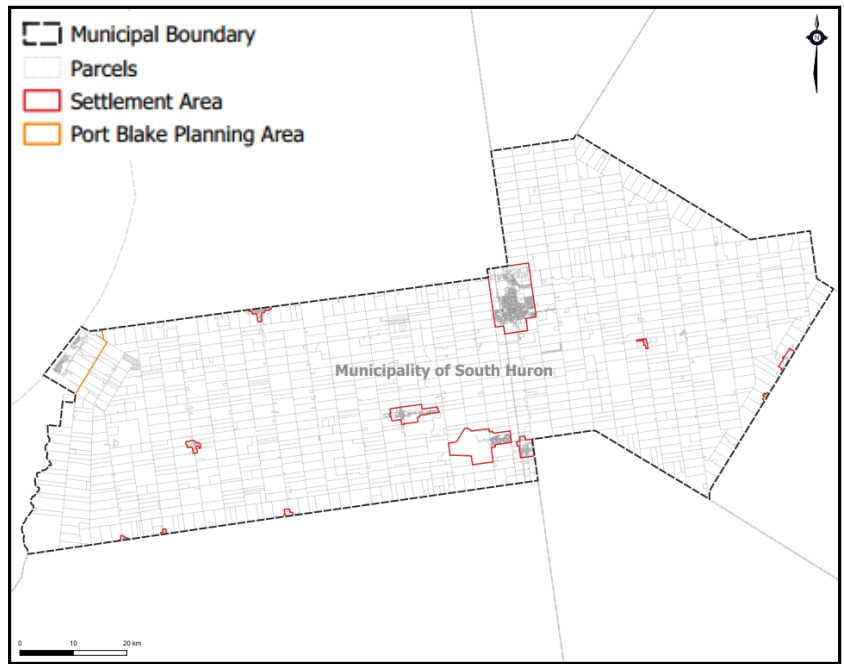 Municipal Boundary
Parcels
Settlement Area
Port Blake Planning Area
N
Municipality of South Huron
0 10 20 km